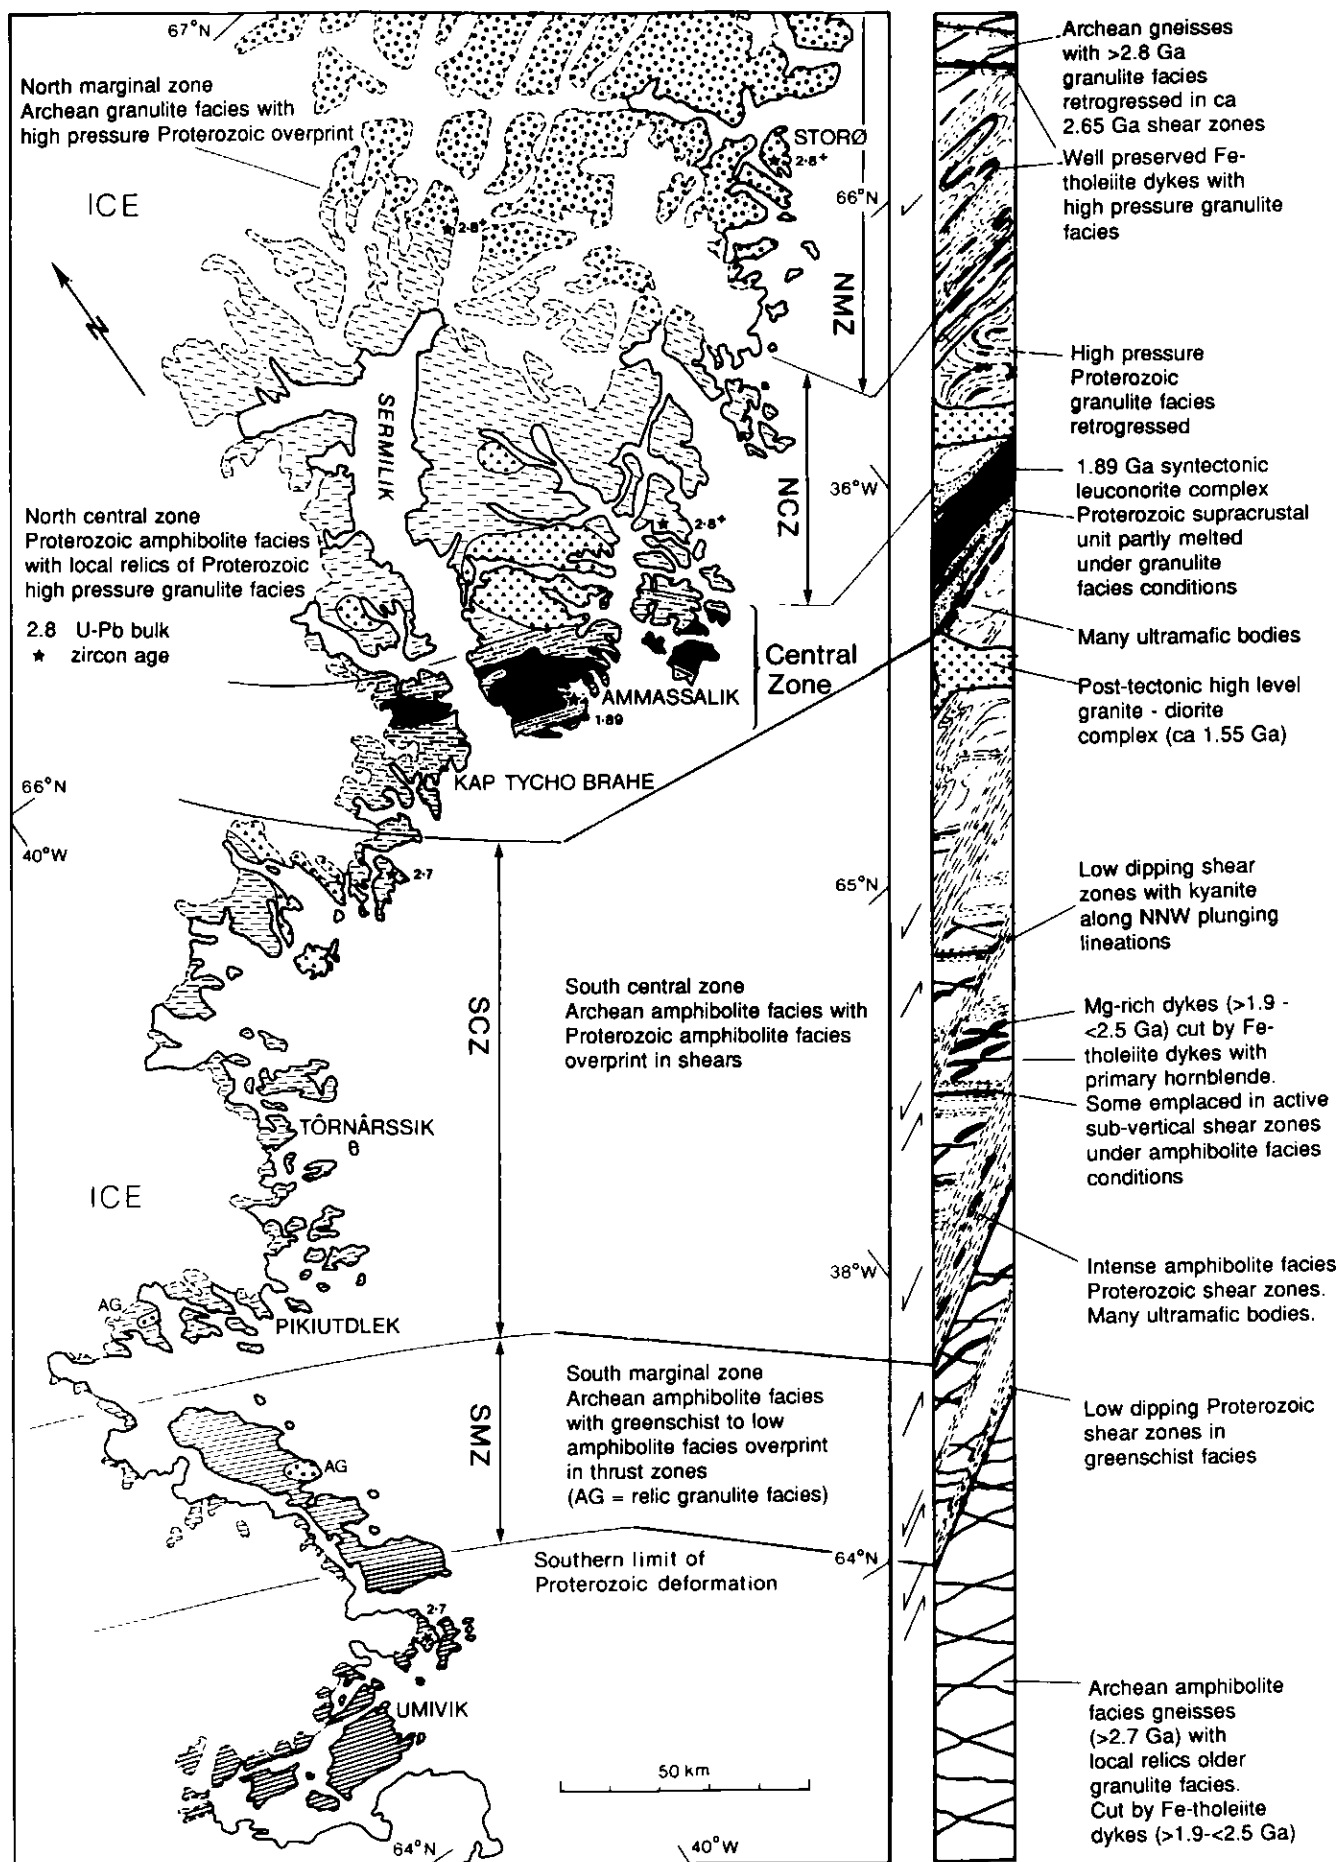 67°N
North marginal zone
Archean granulite facies with
high pressure Proterozoic overprint
ICE
N
STORØ
2·8+
2·8+
66°N
NMZ
SERMILIK
NCZ
36°W
North central zone
Proterozoic amphibolite facies
with local relics of Proterozoic
high pressure granulite facies
2.8 U-Pb bulk
★ zircon age
2·8+
Central
Zone
AMMASSALIK
1·89
KAP TYCHO BRAHE
66°N
40°W
2·7
65°N
SCZ
South central zone
Archean amphibolite facies with
Proterozoic amphibolite facies
overprint in shears
TÔRNÂRSSIK
ICE
38°W
AG
PIKIUTDLEK
SMZ
South marginal zone
Archean amphibolite facies
with greenschist to low
amphibolite facies overprint
in thrust zones
(AG = relic granulite facies)
AG
Southern limit of
Proterozoic deformation
64°N
2·7
UMIVIK
50 km
64°N
40°W
Archean gneisses
with >2.8 Ga
granulite facies
retrogressed in ca
2.65 Ga shear zones
Well preserved Fe-
tholeiite dykes with
high pressure granulite
facies
High pressure
Proterozoic
granulite facies
retrogressed
1.89 Ga syntectonic
leuconorite complex
Proterozoic supracrustal
unit partly melted
under granulite
facies conditions
Many ultramafic bodies
Post-tectonic high level
granite - diorite
complex (ca 1.55 Ga)
Low dipping shear
zones with kyanite
along NNW plunging
lineations
Mg-rich dykes (>1.9 -
<2.5 Ga) cut by Fe-
tholeiite dykes with
primary hornblende.
Some emplaced in active
sub-vertical shear zones
under amphibolite facies
conditions
Intense amphibolite facies
Proterozoic shear zones.
Many ultramafic bodies.
Low dipping Proterozoic
shear zones in
greenschist facies
Archean amphibolite
facies gneisses
(>2.7 Ga) with
local relics older
granulite facies.
Cut by Fe-tholeiite
dykes (>1.9-<2.5 Ga)